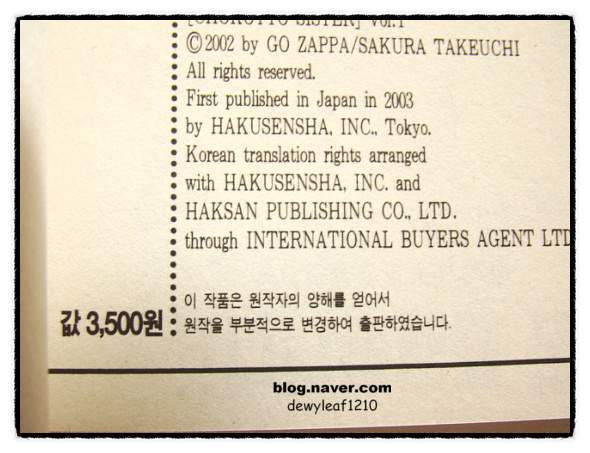 [CHOKOTTO SISTER] Vol.1
©2002 by GO ZAPPA/SAKURA TAKEUCHI
All rights reserved.
First published in Japan in 2003
by HAKUSENSHA, INC., Tokyo.
Korean translation rights arranged
with HAKUSENSHA, INC. and
HAKSAN PUBLISHING CO., LTD.
through INTERNATIONAL BUYERS AGENT LTD
이 작품은 원작자의 양해를 얻어서
원작을 부분적으로 변경하여 출판하였습니다.
값 3,500원
blog.naver.com
dewyleaf1210